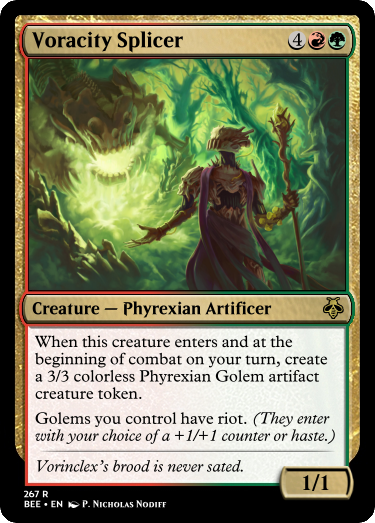 Voracity Splicer 4
Creature — Phyrexian Artificer
When this creature enters and at the
beginning of combat on your turn, create
a 3/3 colorless Phyrexian Golem artifact
creature token.
Golems you control have riot. (They enter
with your choice of a +1/+1 counter or haste.)
Vorinclex's brood is never sated.
1/1
267 R
BEE • EN P. Nicholas Nodiff